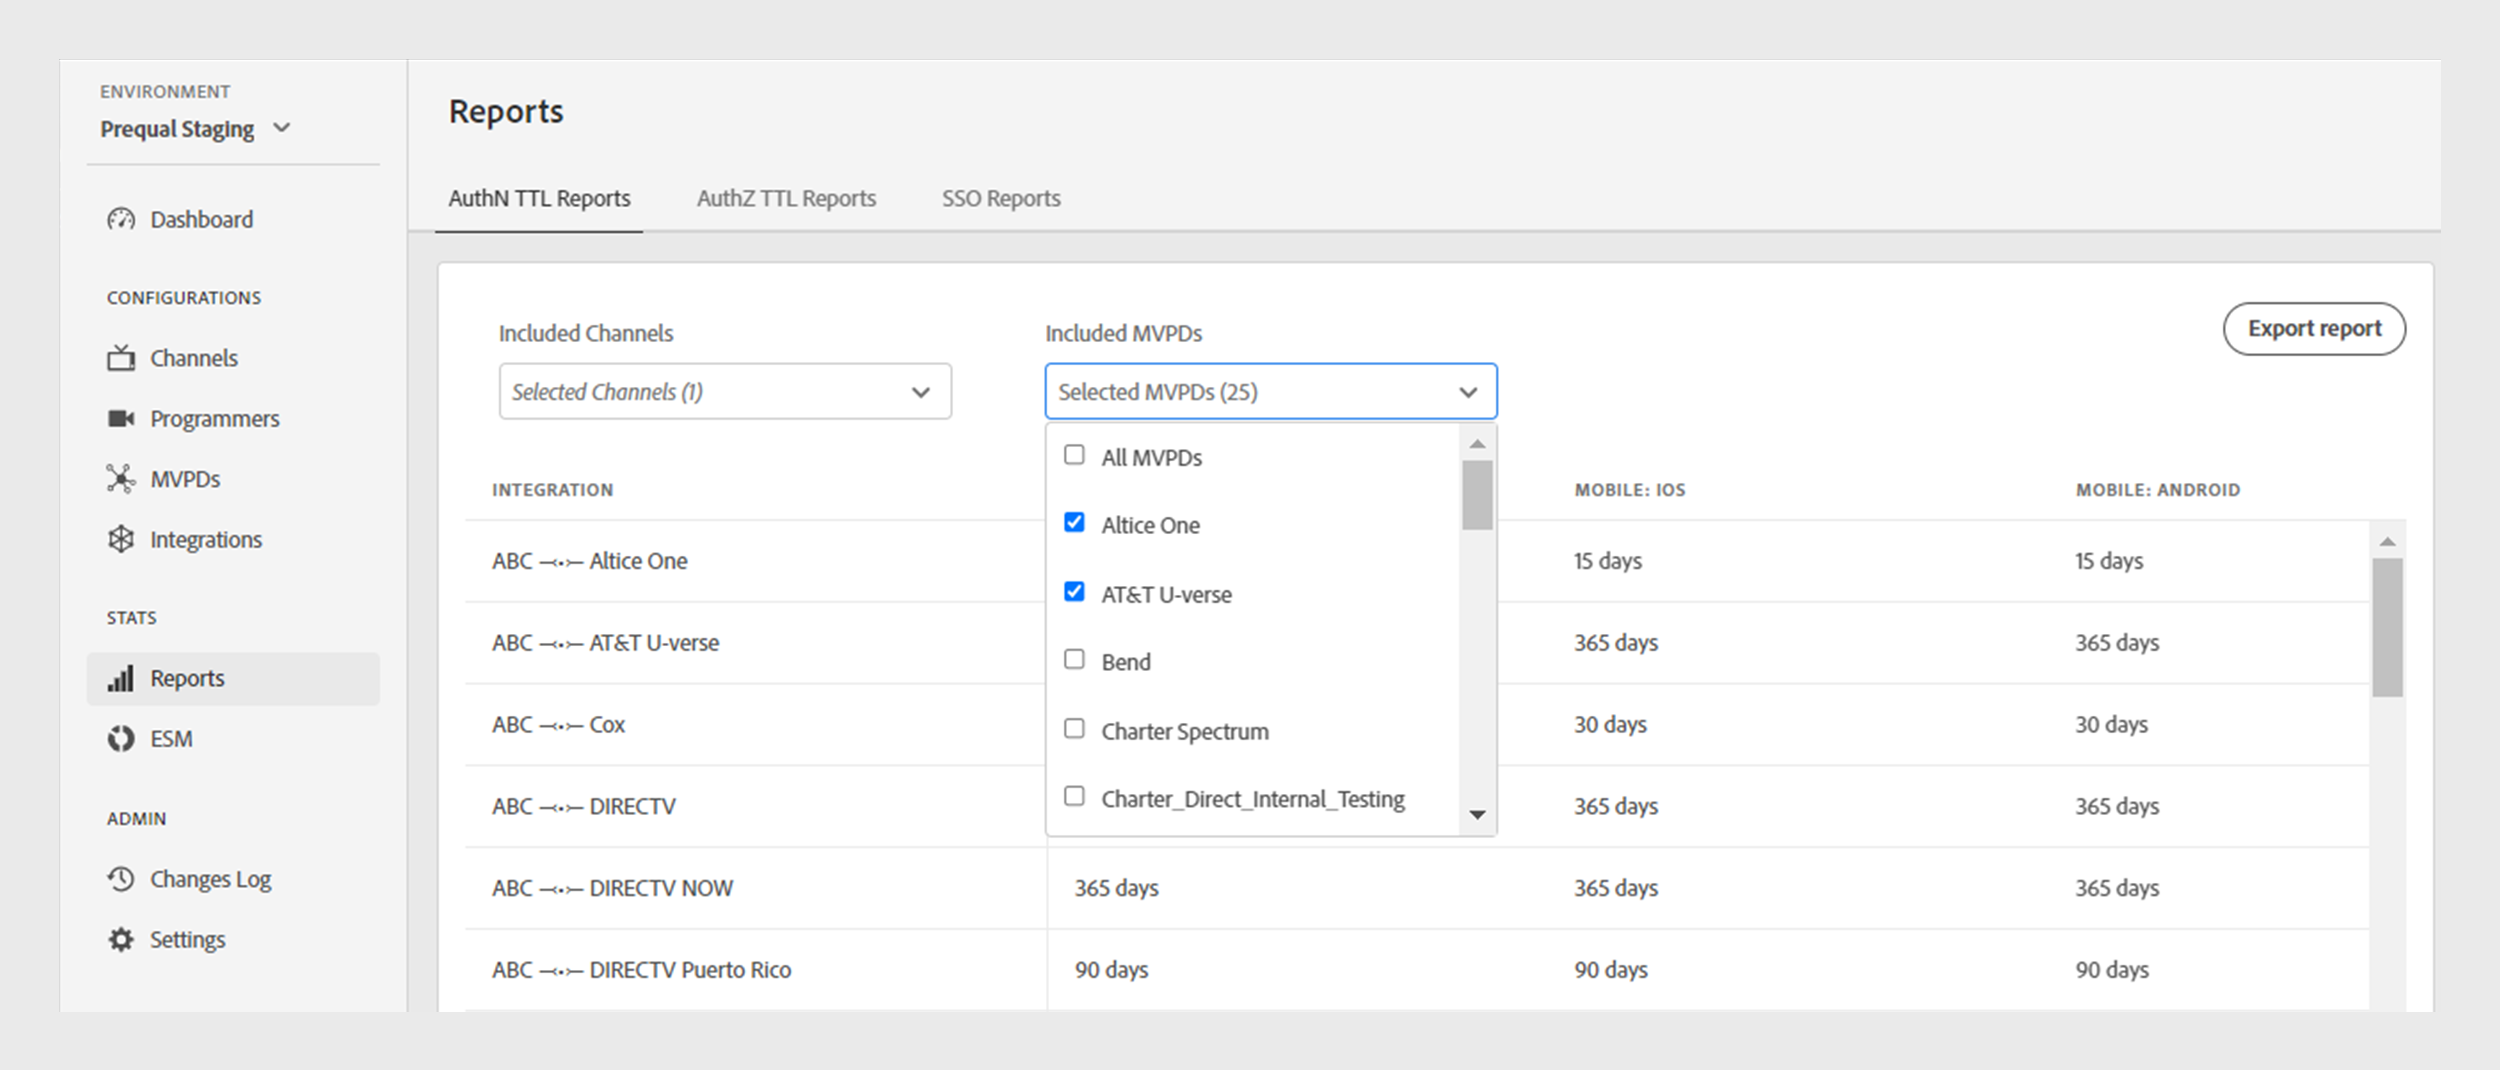 ENVIRONMENT
Prequal Staging
Dashboard
CONFIGURATIONS
Channels
Programmers
MVPDs
Integrations
STATS
Reports
ESM
ADMIN
Changes Log
Settings
Reports
AuthN TTL Reports AuthZ TTL Reports SSO Reports
Included Channels Included MVPDs Export report
Selected Channels (1) Selected MVPDs (25)
All MVPDs
Altice One
AT&T U-verse
Bend
Charter Spectrum
Charter_Direct_Internal_Testing
INTEGRATION MOBILE: IOS MOBILE: ANDROID
ABC Altice One 15 days 15 days
ABC AT&T U-verse 365 days 365 days
ABC Cox 30 days 30 days
ABC DIRECTV 365 days 365 days
ABC DIRECTV NOW 365 days 365 days 365 days
ABC DIRECTV Puerto Rico 90 days 90 days 90 days